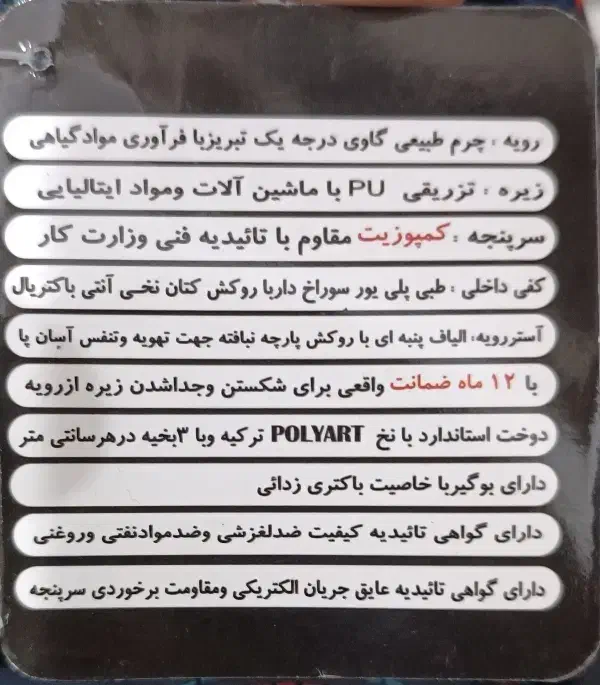 رویه : چرم طبیعی گاوی درجه یک تبریزبا فرآوری موادگیاهی
زیره : تزریقی PU با ماشین آلات ومواد ایتالیایی
سرپنجه : کمپوزیت مقاوم با تائیدیه فنی وزارت کار
کفی داخلی : طبی پلی یور سوراخ داربا روکش کتان نخی آنتی باکتریال
آستررویه: الیاف پنبه ای با روکش پارچه نبافته جهت تهویه وتنفس آسان پا
با ۱۲ ماه ضمانت واقعی برای شکستن وجداشدن زیره ازرویه
دوخت استاندارد با نخ POLYART ترکیه وبا ۳بخیه درهرسانتی متر
دارای بوگیربا خاصیت باکتری زدائی
دارای گواهی تائیدیه کیفیت ضدلغزشی وضدموادنفتی وروغنی
دارای گواهی تائیدیه عایق جریان الکتریکی ومقاومت برخوردی سرپنجه